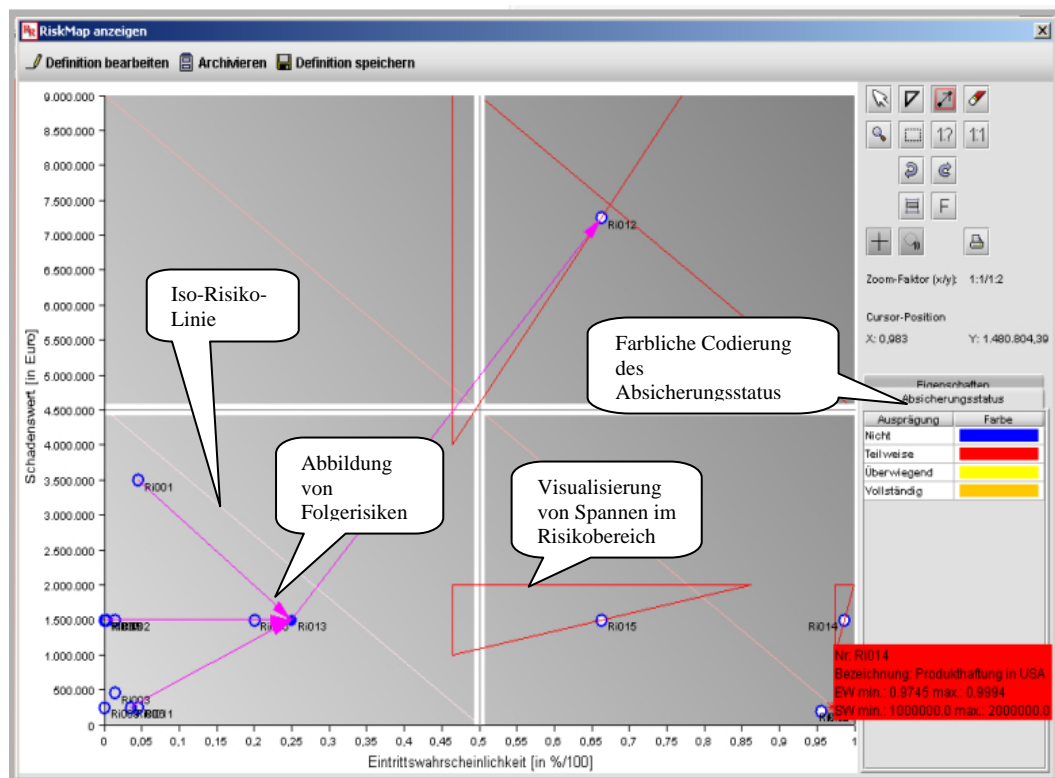 RiskMap anzeigen
Definition bearbeiten Archivieren Definition speichern
9.000.000
8.500.000
8.000.000
7.500.000
7.000.000
6.500.000
6.000.000
5.500.000
5.000.000
4.500.000
4.000.000
3.500.000
3.000.000
2.500.000
2.000.000
1.500.000
1.000.000
500.000
0
Schadenswert [in Euro]
0 0,05 0,1 0,15 0,2 0,25 0,3 0,35 0,4 0,45 0,5 0,55 0,6 0,65 0,7 0,75 0,8 0,85 0,9 0,95 1
Eintrittswahrscheinlichkeit [in %/100]
Ri012
Ri001
Ri013
Ri015
Ri014
Ri003
Iso-Risiko-
Linie
Abbildung
von
Folgerisiken
Visualisierung
von Spannen im
Risikobereich
Farbliche Codierung
des
Absicherungsstatus
1:? 1:1
F
Zoom-Faktor (x/y): 1:1/1:2
Cursor-Position
X: 0,983 Y: 1.480.804,39
Eigenschaften
Absicherungsstatus
Ausprägung Farbe
Nicht
Teilweise
Überwiegend
Vollständig
Nr: Ri014
Bezeichnung: Produkthaftung in USA
EW min.: 0.9745 max.: 0.9994
SW min.: 1000000.0 max.: 2000000.0